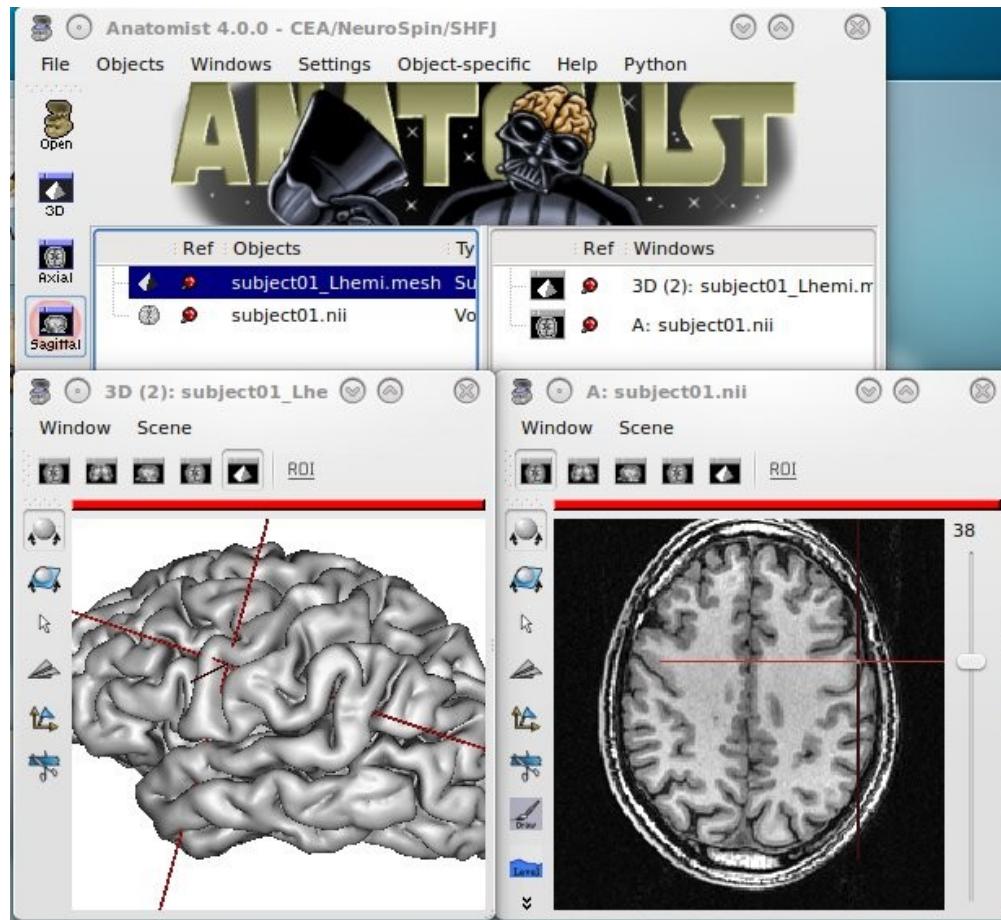 Anatomist 4.0.0 - CEA/NeuroSpin/SHFJ
File Objects Windows Settings Object-specific Help Python
ANATOMIST
Open
3D
Axial
Sagittal
Ref Objects Ty
subject01_Lhemi.mesh Su
subject01.nii Vo
Ref Windows
3D (2): subject01_Lhemi.m
A: subject01.nii
3D (2): subject01_Lhe
Window Scene
ROI
A: subject01.nii
Window Scene
ROI
38
Draw
Level